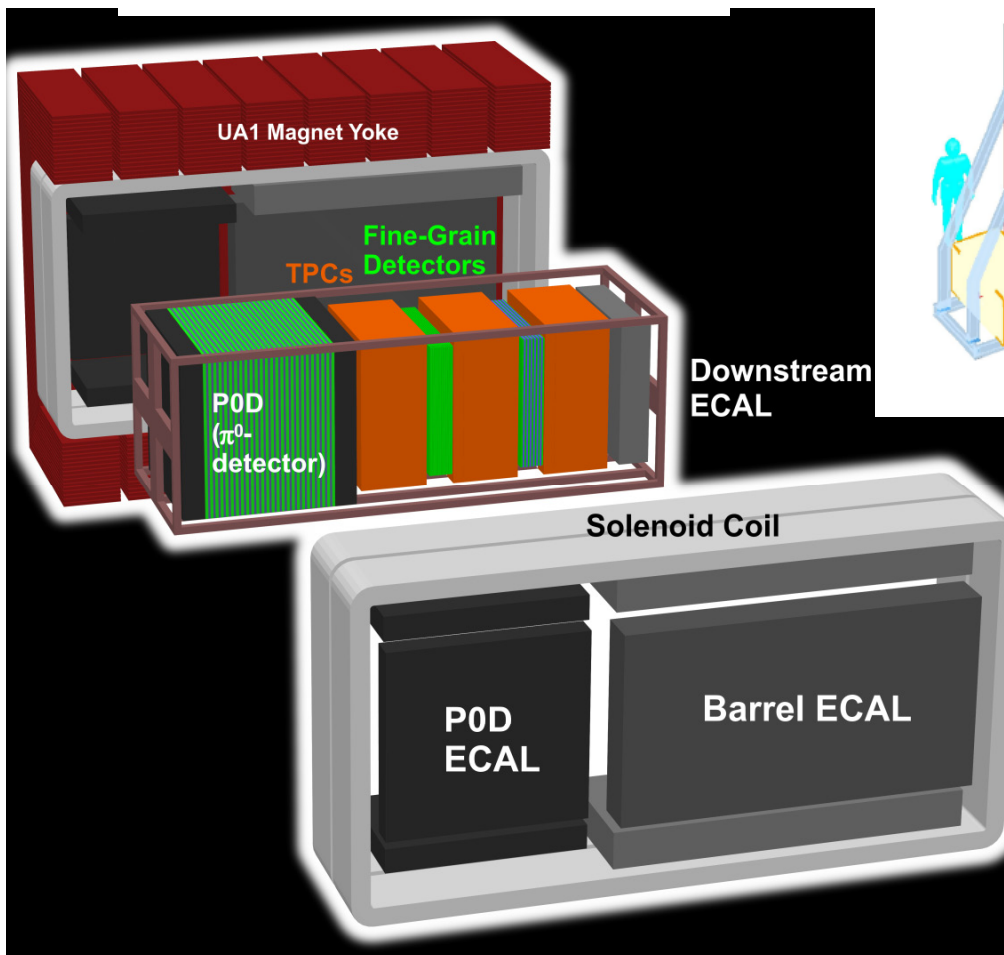 UA1 Magnet Yoke
Fine-Grain
Detectors
TPCs
Downstream
ECAL
P0D
(π⁰-
detector)
Solenoid Coil
P0D
ECAL
Barrel ECAL